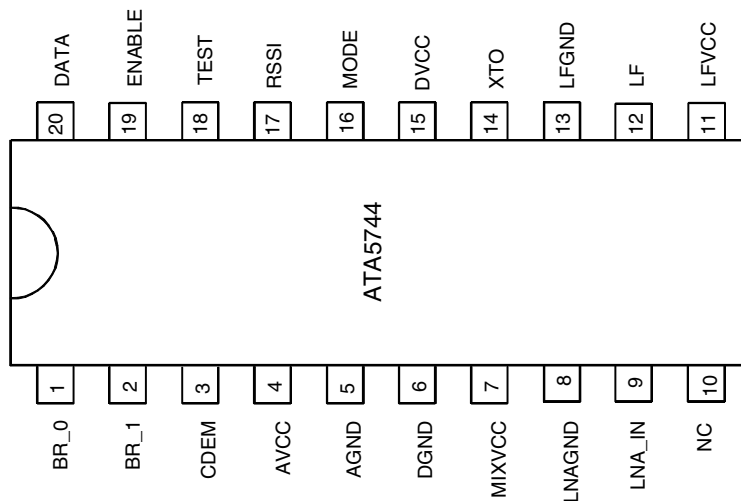 DATA
ENABLE
TEST
RSSI
MODE
DVCC
XTO
LFGND
LF
LFVCC
20
19
18
17
16
15
14
13
12
11
ATA5744
1
2
3
4
5
6
7
8
9
10
BR_0
BR_1
CDEM
AVCC
AGND
DGND
MIXVCC
LNAGND
LNA_IN
NC